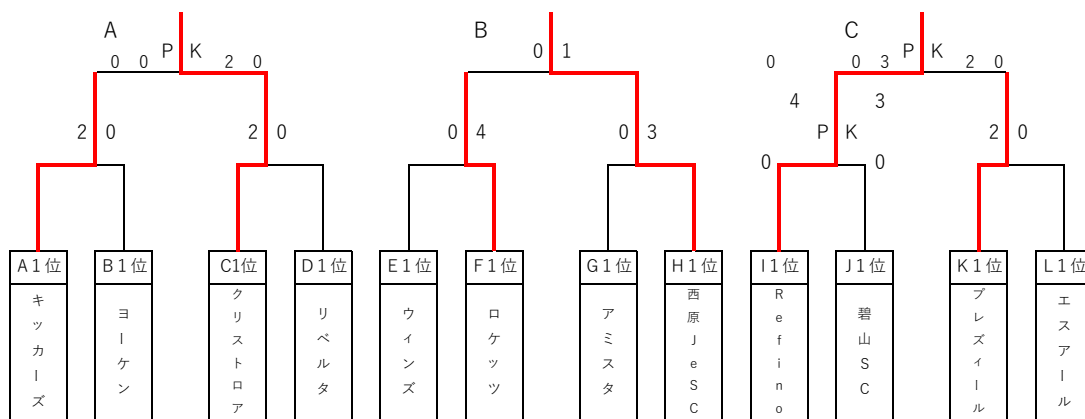 A B C
0 0 P K 2 0 0 1 0 0 3 P K 2 0
4 3
2 0 2 0 0 4 0 3 P K 2 0
0 0
A1位 B1位 C1位 D1位 E1位 F1位 G1位 H1位 I1位 J1位 K1位 L1位
キッカーズ
ヨーケン
クリストロア
リベルタ
ウィンズ
ロケッツ
アミスタ
西原JeSC
Refino
碧山SC
プレズィール
エスアール